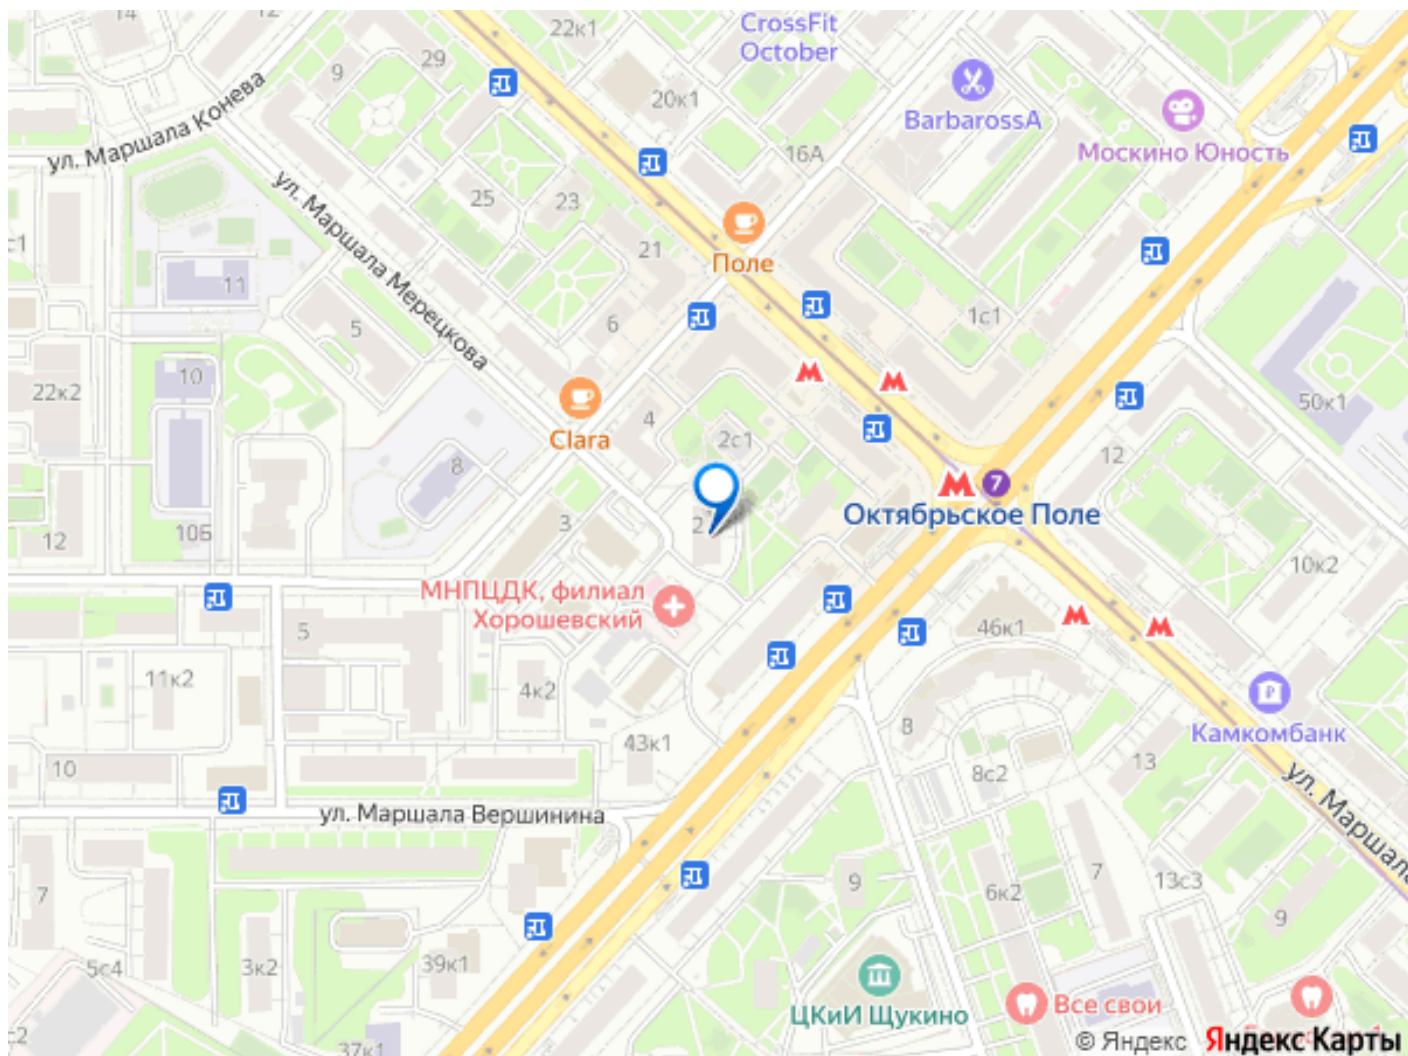 CrossFit
October
14
22к1
29
9
20к1
BarbarossA
ул. Маршала Конева
16А
Москино Юность
ул. Маршала Мерецкова
25
23
21
Поле
11
5
6
1с1
10
22к2
50к1
4
Clara
2с1
12
8
7
Октябрьское Поле
2
3
10Б
12
10к2
МНПЦДК, филиал
Хорошевский
5
46к1
11к2
4к2
Камкомбанк
8
43к1
13
10
8с2
ул. Маршала
ул. Маршала Вершинина
7
9
6к2
7
13с3
9
5с4
3к2
39к1
ЦКиИ Щукино
Все свои
37к1
© Яндекс Яндекс Карты